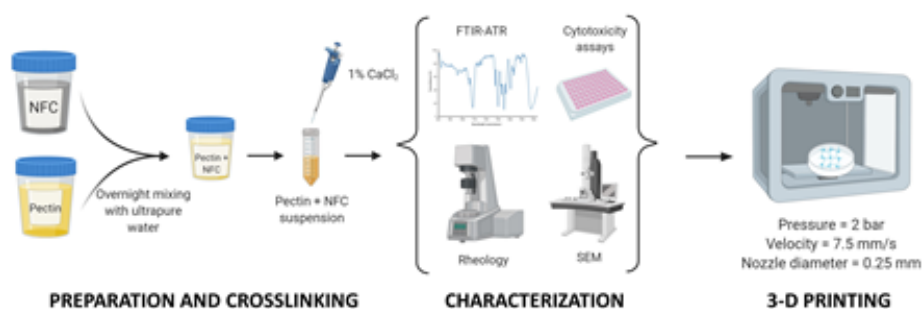 NFC
Pectin
Pectin +
NFC
Overnight mixing
with ultrapure
water
1% CaCl₂
Pectin + NFC
suspension
FTIR-ATR
Cytotoxicity
assays
Rheology
SEM
Pressure = 2 bar
Velocity = 7.5 mm/s
Nozzle diameter = 0.25 mm
PREPARATION AND CROSSLINKING
CHARACTERIZATION
3-D PRINTING